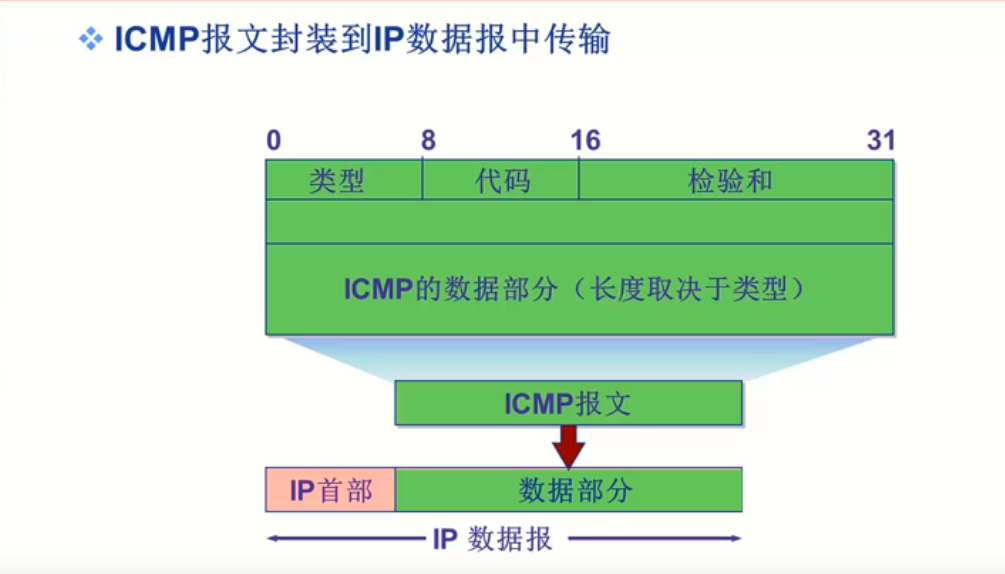 ICMP报文封装到IP数据报中传输
0 8 16 31
类型 代码 检验和
ICMP的数据部分（长度取决于类型）
ICMP报文
IP首部 数据部分
IP 数据报